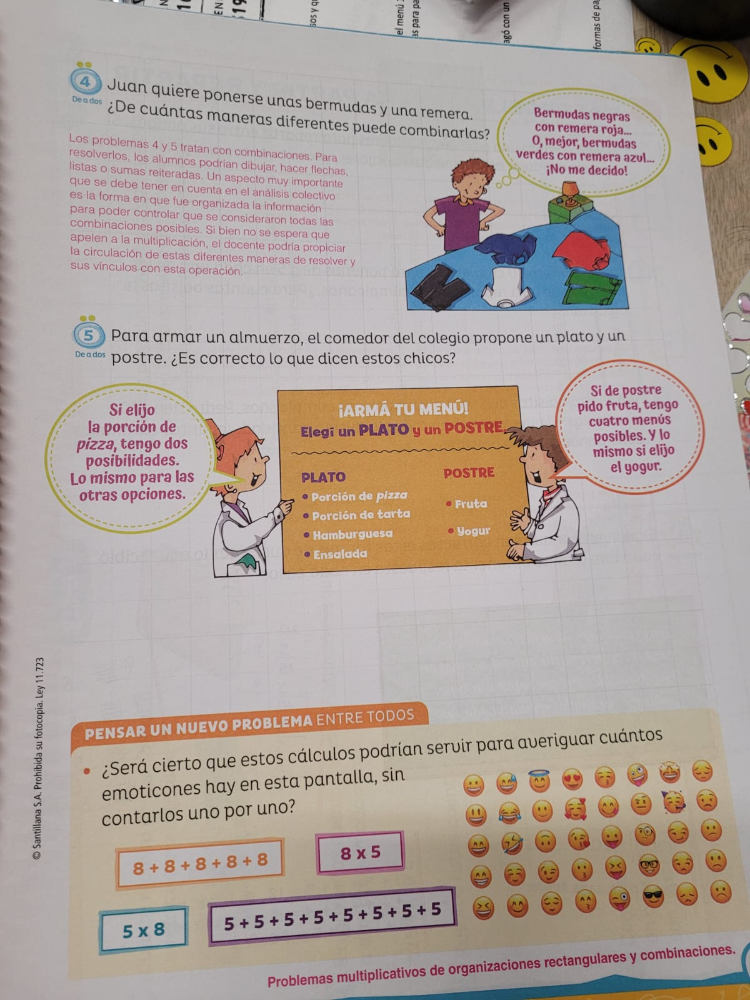 el menú
as para pa
sos y q
agó con un
formas de pa
4
De a dos
Juan quiere ponerse unas bermudas y una remera.
¿De cuántas maneras diferentes puede combinarlas?
Los problemas 4 y 5 tratan con combinaciones. Para
resolverlos, los alumnos podrían dibujar, hacer flechas,
listas o sumas reiteradas. Un aspecto muy importante
que se debe tener en cuenta en el análisis colectivo
es la forma en que fue organizada la información
para poder controlar que se consideraron todas las
combinaciones posibles. Si bien no se espera que
apelen a la multiplicación, el docente podría propiciar
la circulación de estas diferentes maneras de resolver y
sus vínculos con esta operación.
Bermudas negras
con remera roja...
O, mejor, bermudas
verdes con remera azul...
¡No me decido!
5
De a dos
Para armar un almuerzo, el comedor del colegio propone un plato y un
postre. ¿Es correcto lo que dicen estos chicos?
Si elijo
la porción de
pizza, tengo dos
posibilidades.
Lo mismo para las
otras opciones.
¡ARMÁ TU MENÚ!
Elegí un PLATO y un POSTRE.
PLATO
• Porción de pizza
• Porción de tarta
• Hamburguesa
• Ensalada
POSTRE
• Fruta
• Yogur
Si de postre
pido fruta, tengo
cuatro menús
posibles. Y lo
mismo si elijo
el yogur.
© Santillana S.A. Prohibida su fotocopia. Ley 11.723
PENSAR UN NUEVO PROBLEMA ENTRE TODOS
• ¿Será cierto que estos cálculos podrían servir para averiguar cuántos
emoticones hay en esta pantalla, sin
contarlos uno por uno?
8 + 8 + 8 + 8 + 8
8 x 5
5 x 8
5 + 5 + 5 + 5 + 5 + 5 + 5 + 5
Problemas multiplicativos de organizaciones rectangulares y combinaciones.